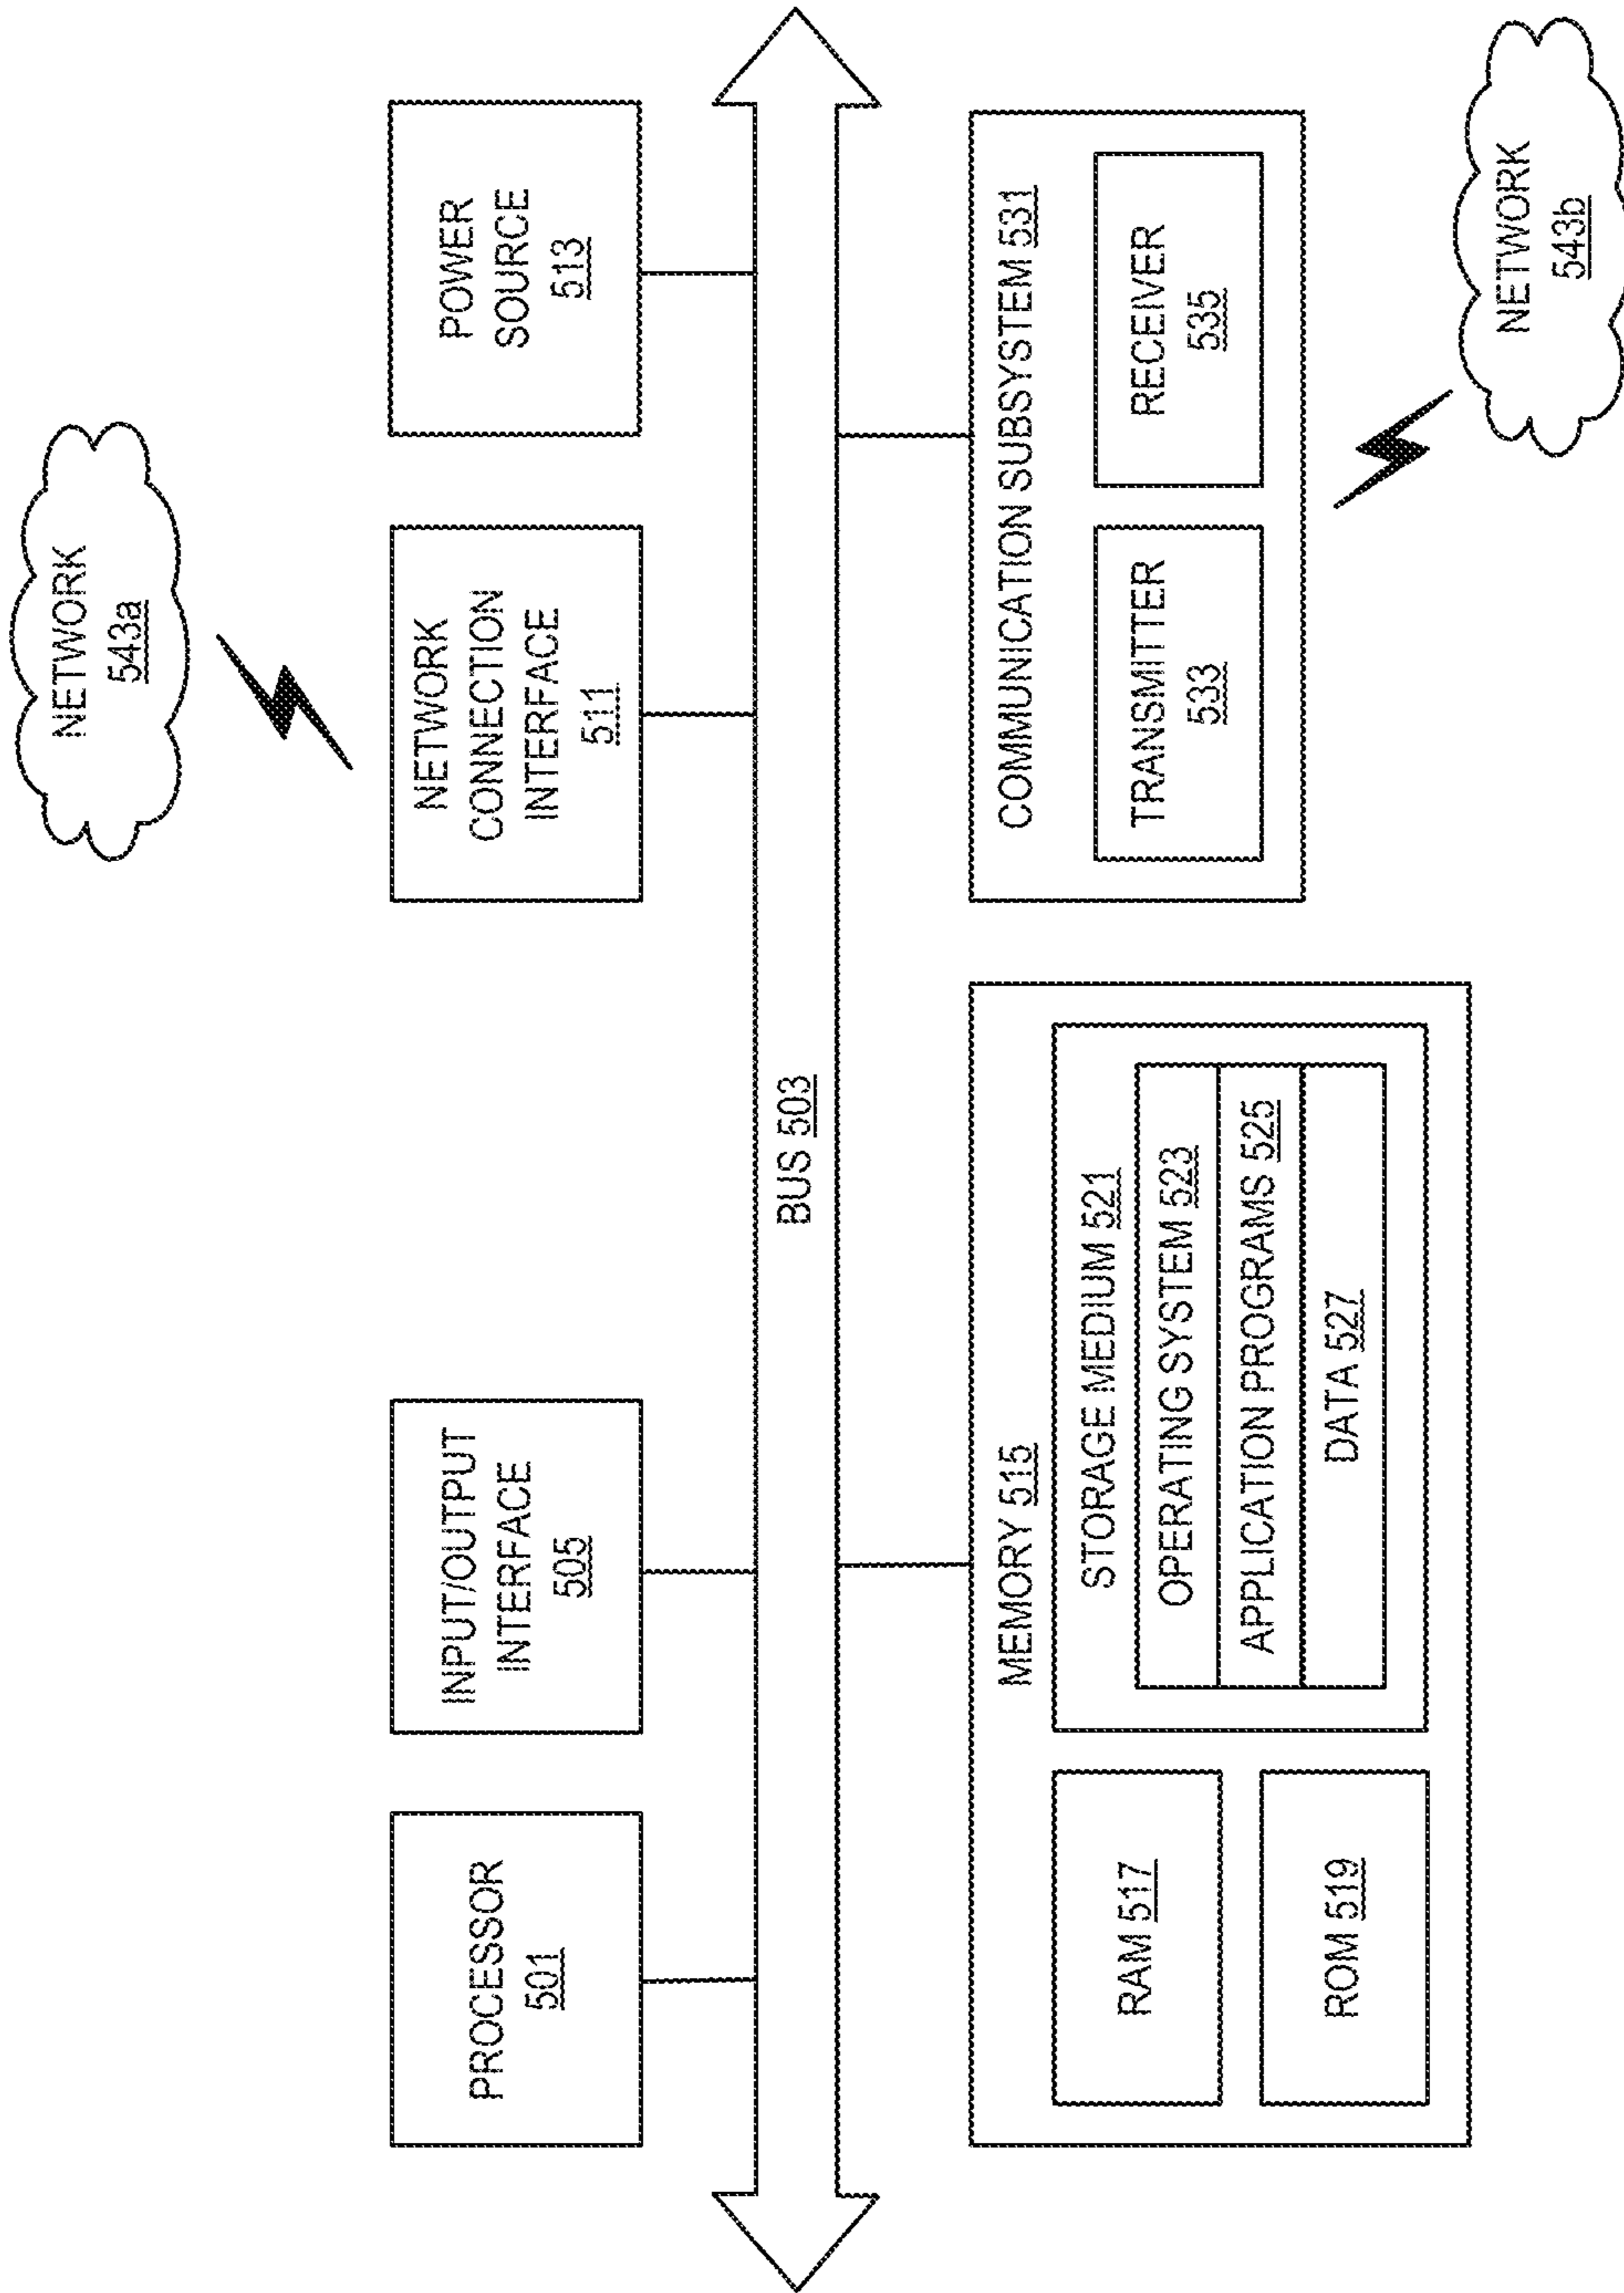 NETWORK
543a
PROCESSOR
501
INPUT/OUTPUT
INTERFACE
505
NETWORK
CONNECTION
INTERFACE
511
POWER
SOURCE
513
BUS 503
MEMORY 515
RAM 517
ROM 519
STORAGE MEDIUM 521
OPERATING SYSTEM 523
APPLICATION PROGRAMS 525
DATA 527
COMMUNICATION SUBSYSTEM 531
TRANSMITTER
533
RECEIVER
535
NETWORK
543b